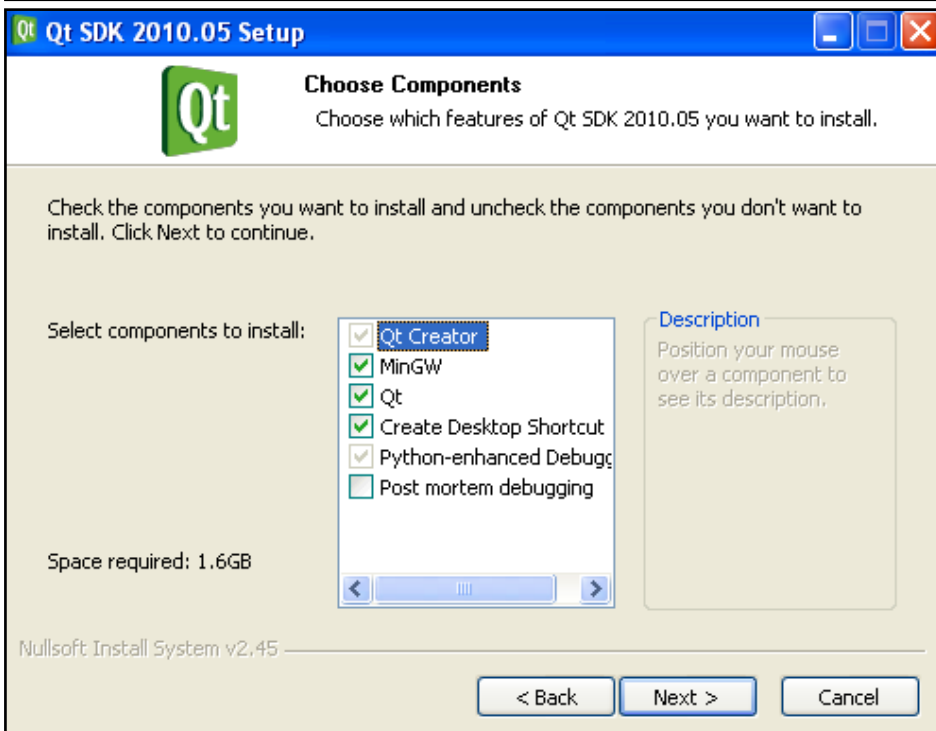 Qt Qt SDK 2010.05 Setup
Qt
Choose Components
Choose which features of Qt SDK 2010.05 you want to install.
Check the components you want to install and uncheck the components you don't want to
install. Click Next to continue.
Select components to install:
Qt Creator
MinGW
Qt
Create Desktop Shortcut
Python-enhanced Debugg
Post mortem debugging
Description
Position your mouse
over a component to
see its description.
Space required: 1.6GB
Nullsoft Install System v2.45
< Back
Next >
Cancel